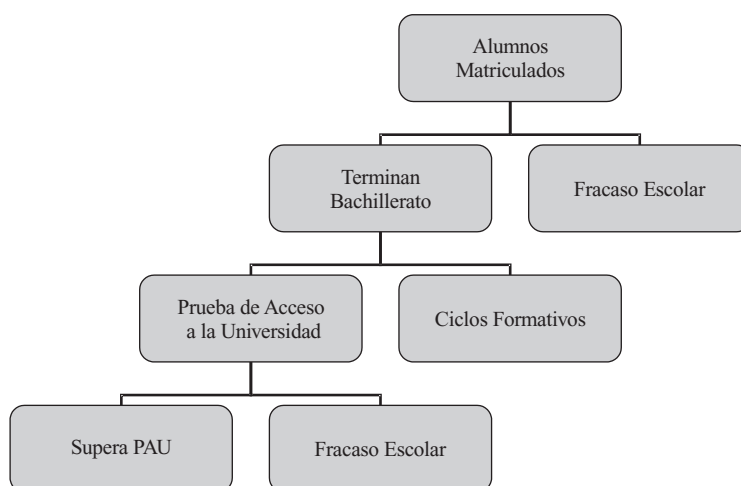 Alumnos
Matriculados
Terminan
Bachillerato
Fracaso Escolar
Prueba de Acceso
a la Universidad
Ciclos Formativos
Supera PAU
Fracaso Escolar